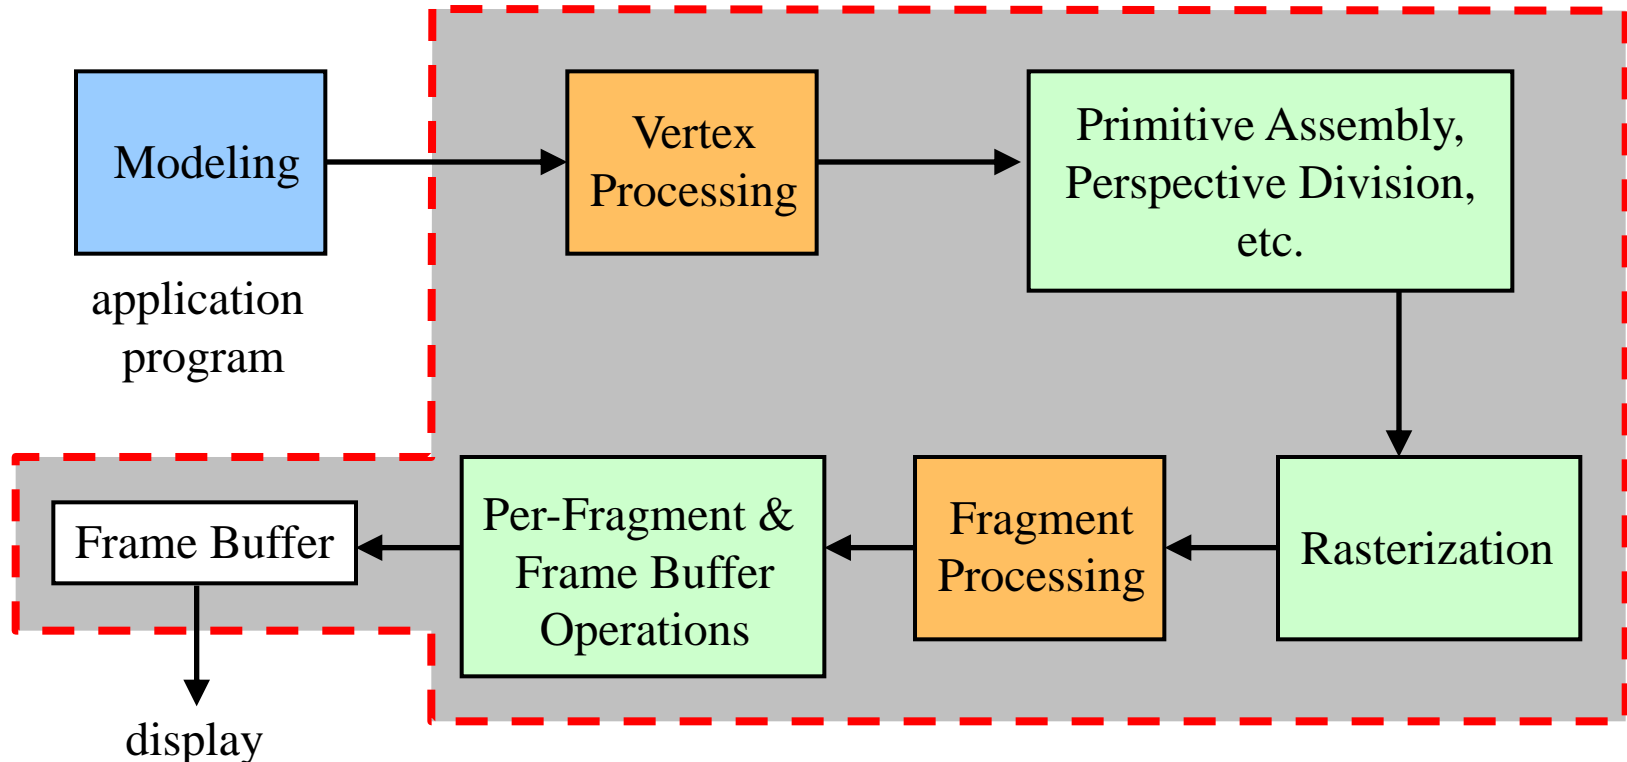 Modeling
application
program
Vertex
Processing
Primitive Assembly,
Perspective Division,
etc.
Rasterization
Fragment
Processing
Per-Fragment &
Frame Buffer
Operations
Frame Buffer
display